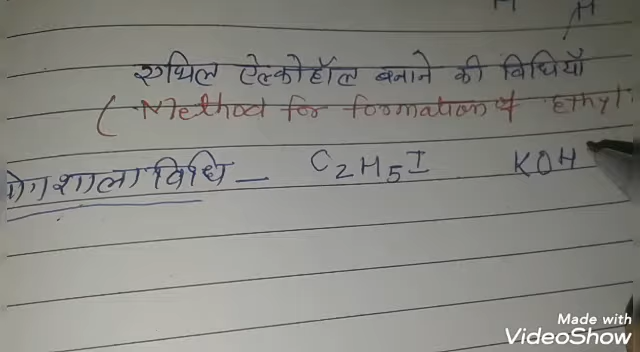 H H
एथिल ऐल्कोहॉल बनाने की विधियाँ
( Method for formation of Ethyl
योगशाला विधि — C2H5I KOH
Made with
VideoShow